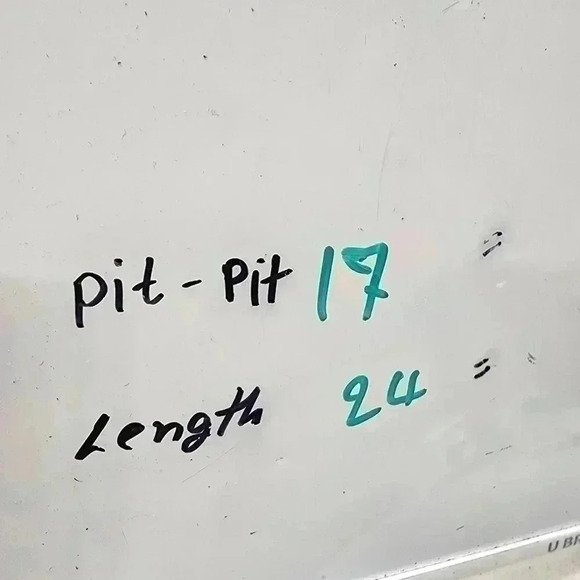 pit - Pit 17 "
Length 24 "